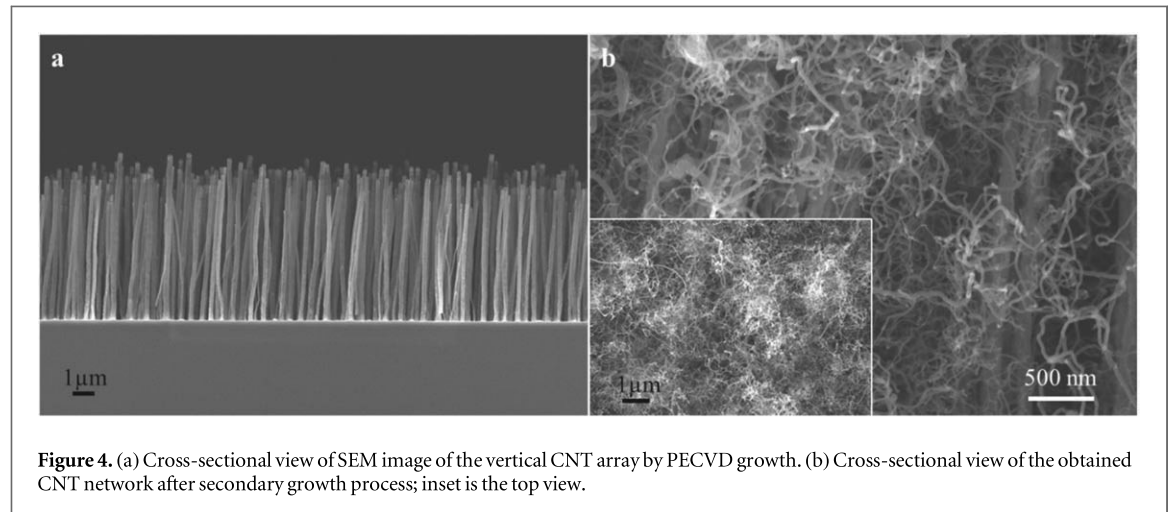 a
b
1μm
1μm
500 nm
Figure 4. (a) Cross-sectional view of SEM image of the vertical CNT array by PECVD growth. (b) Cross-sectional view of the obtained
CNT network after secondary growth process; inset is the top view.